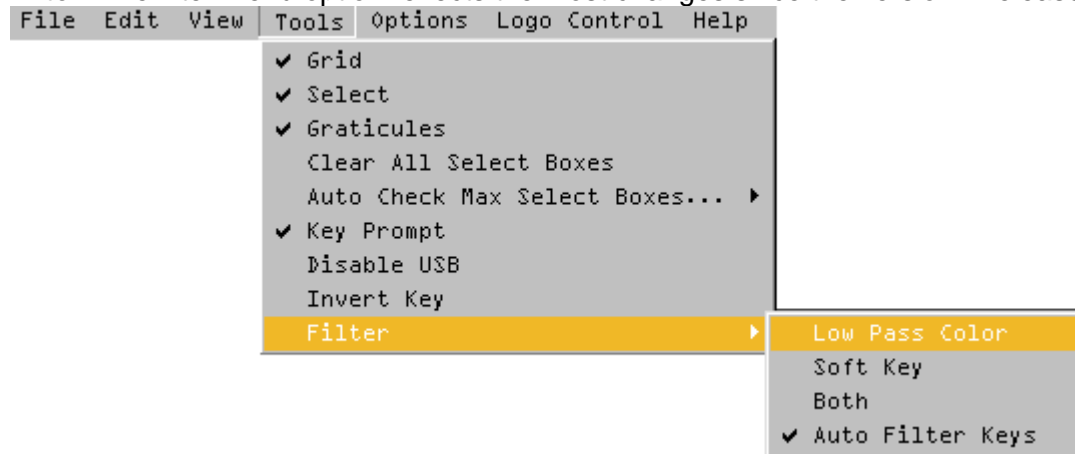 File Edit View Tools Options Logo Control Help
✔ Grid
✔ Select
✔ Graticules
Clear All Select Boxes
Auto Check Max Select Boxes...
✔ Key Prompt
Disable USB
Invert Key
Filter
Low Pass Color
Soft Key
Both
✔ Auto Filter Keys